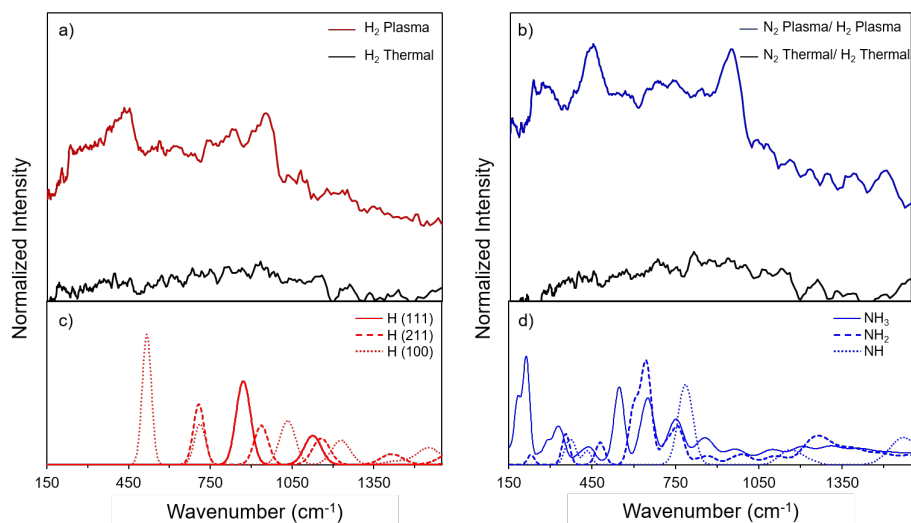 a)
H₂ Plasma
H₂ Thermal
b)
N₂ Plasma/ H₂ Plasma
N₂ Thermal/ H₂ Thermal
Normalized Intensity
Normalized Intensity
c)
H (111)
H (211)
H (100)
d)
NH₃
NH₂
NH
150 450 750 1050 1350
150 450 750 1050 1350
Wavenumber (cm⁻¹)
Wavenumber (cm⁻¹)